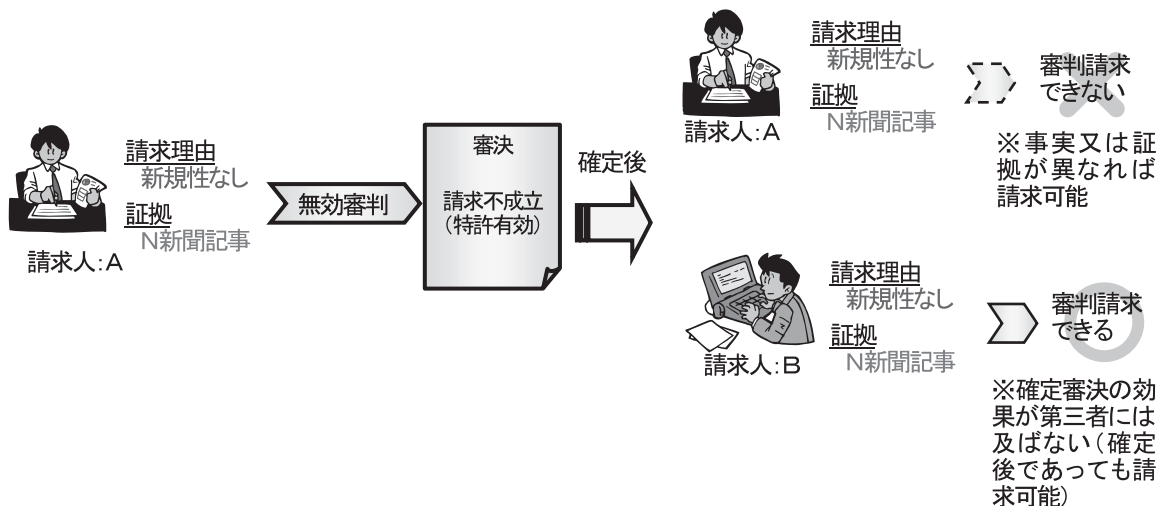 請求理由
新規性なし
証拠
N新聞記事
請求人:A
無効審判
審決
請求不成立
(特許有効)
確定後
請求理由
新規性なし
証拠
N新聞記事
請求人:A
審判請求
できない
※事実又は証
拠が異なれば
請求可能
請求理由
新規性なし
証拠
N新聞記事
請求人:B
審判請求
できる
※確定審決の効
果が第三者には
及ばない(確定
後であっても請
求可能)